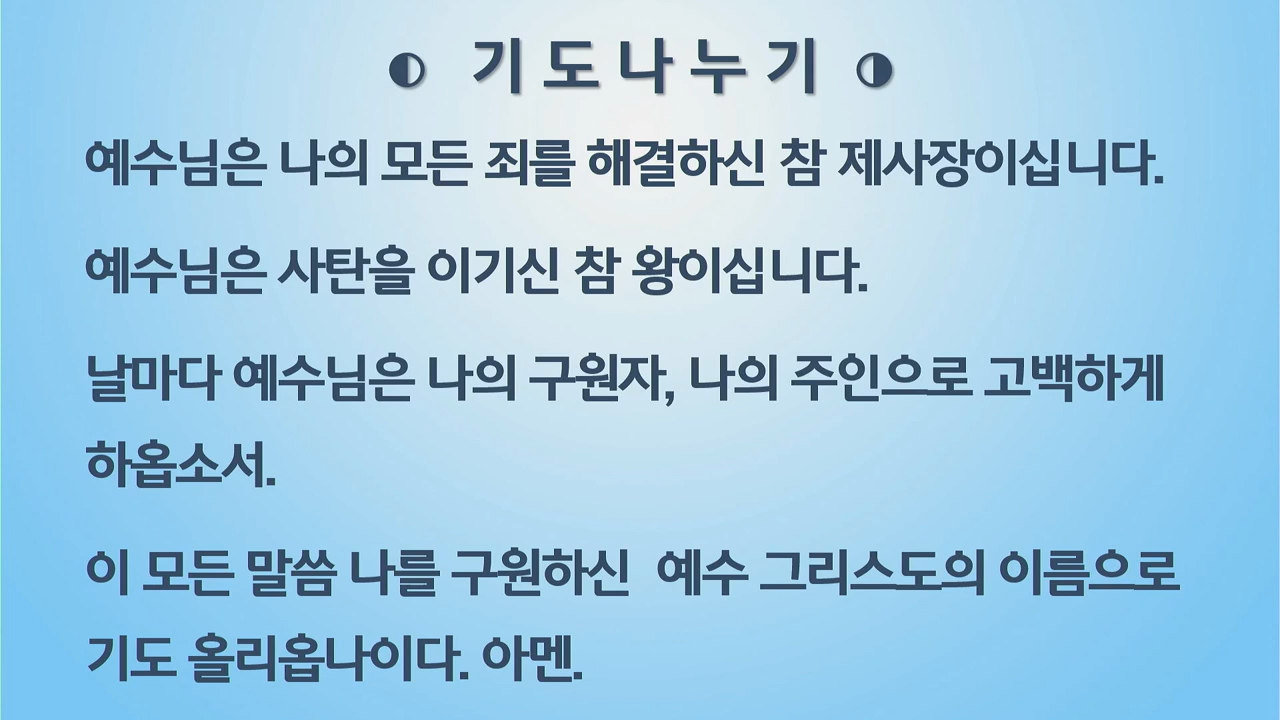 ◐ 기도나누기 ◑
예수님은 나의 모든 죄를 해결하신 참 제사장이십니다.
예수님은 사탄을 이기신 참 왕이십니다.
날마다 예수님은 나의 구원자, 나의 주인으로 고백하게
하옵소서.
이 모든 말씀 나를 구원하신 예수 그리스도의 이름으로
기도 올리옵나이다. 아멘.